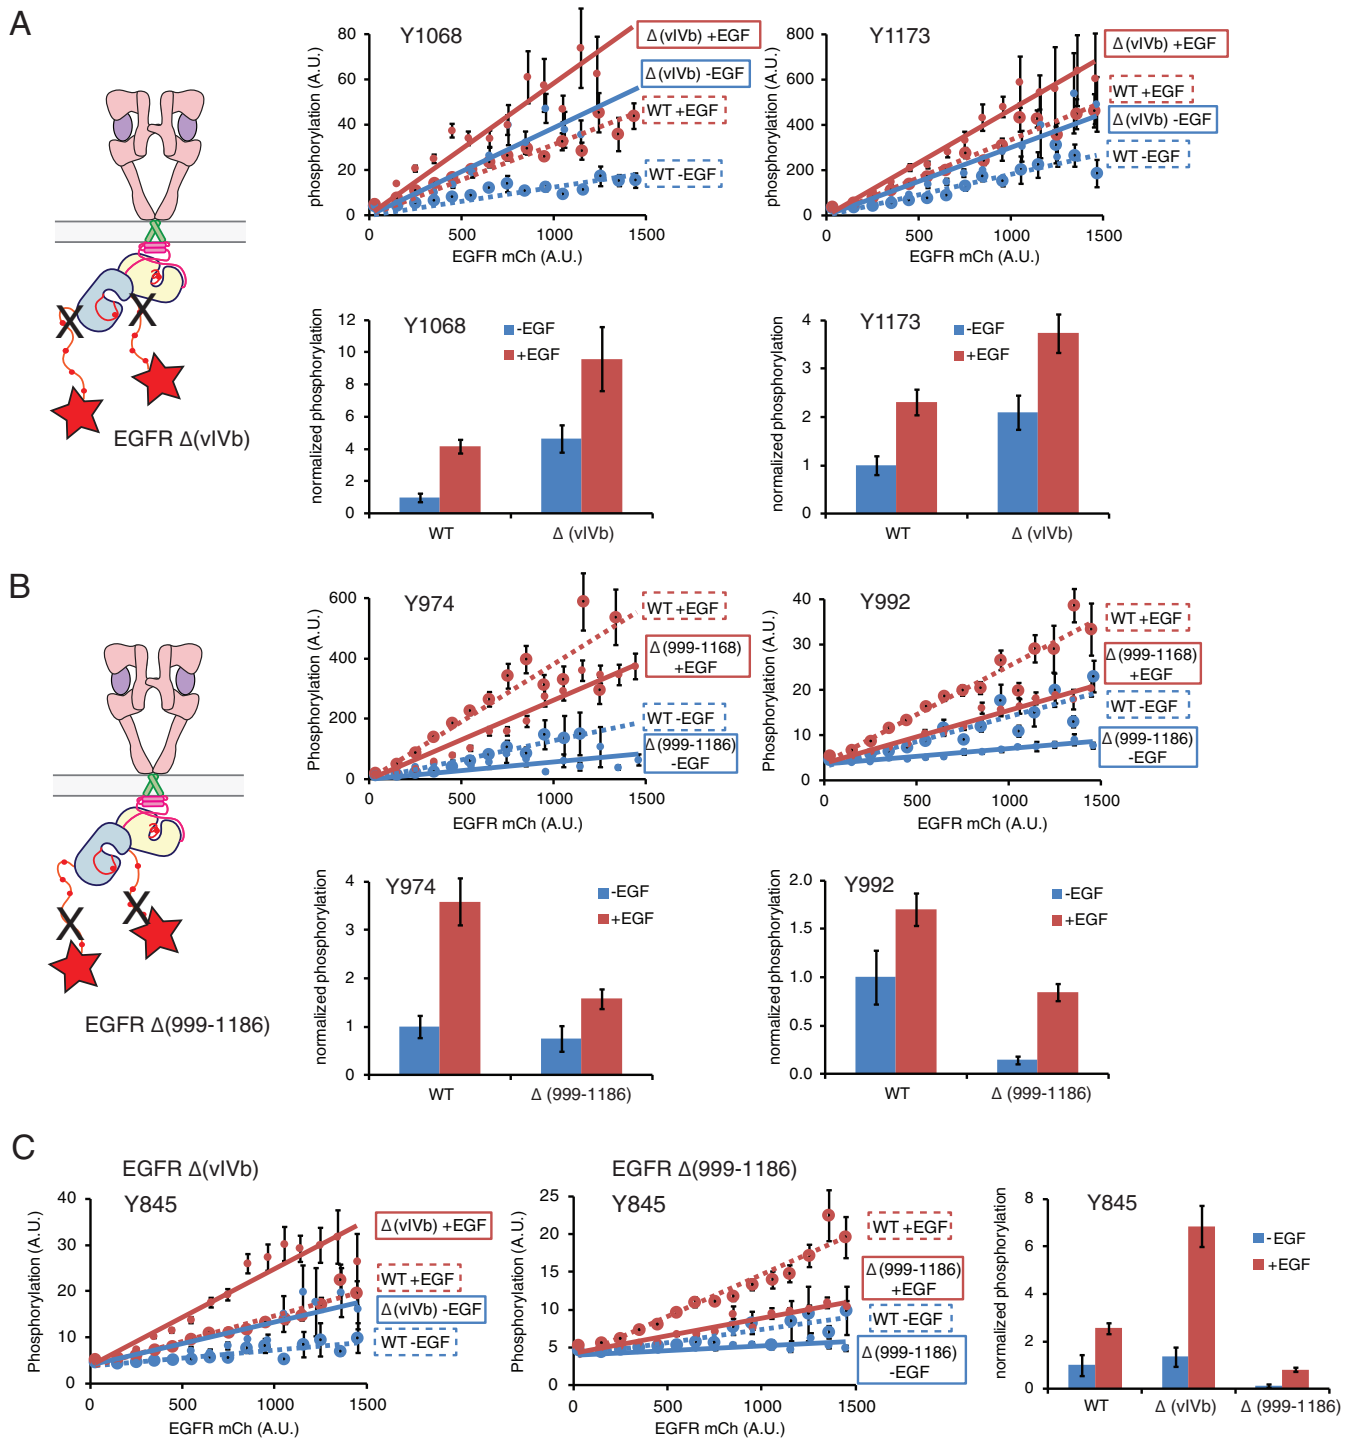 A
Y1068
phosphorylation (A.U.)
80
60
40
20
0
0
500
1000
1500
EGFR mCh (A.U.)
Δ(vIVb) +EGF
Δ(vIVb) -EGF
WT +EGF
WT -EGF
Y1173
phosphorylation (A.U.)
800
600
400
200
0
0
500
1000
1500
EGFR mCh (A.U.)
Δ(vIVb) +EGF
WT +EGF
Δ(vIVb) -EGF
WT -EGF
X
X
EGFR Δ(vIVb)
Y1068
normalized phosphorylation
12
10
8
6
4
2
0
-EGF
+EGF
WT
Δ (vIVb)
Y1173
normalized phosphorylation
4
3
2
1
0
-EGF
+EGF
WT
Δ (vIVb)
B
Y974
Phosphorylation (A.U.)
600
400
200
0
0
500
1000
1500
EGFR mCh (A.U.)
WT +EGF
Δ(999-1168)
+EGF
WT -EGF
Δ(999-1186)
-EGF
Y992
Phosphorylation (A.U.)
40
30
20
10
0
0
500
1000
1500
EGFR mCh (A.U.)
WT +EGF
Δ(999-1168)
+EGF
WT -EGF
Δ(999-1186)
-EGF
X
X
EGFR Δ(999-1186)
Y974
normalized phosphorylation
4
3
2
1
0
-EGF
+EGF
WT
Δ (999-1186)
Y992
normalized phosphorylation
2.0
1.5
1.0
0.5
0.0
-EGF
+EGF
WT
Δ (999-1186)
C
EGFR Δ(vIVb)
Y845
Phosphorylation (A.U.)
40
30
20
10
0
0
500
1000
1500
EGFR mCh (A.U.)
Δ(vIVb) +EGF
WT +EGF
Δ(vIVb) -EGF
WT -EGF
EGFR Δ(999-1186)
Y845
Phosphorylation (A.U.)
25
20
15
10
5
0
0
500
1000
1500
EGFR mCh (A.U.)
WT +EGF
Δ(999-1186)
+EGF
WT -EGF
Δ(999-1186)
-EGF
Y845
normalized phosphorylation
8
6
4
2
0
-EGF
+EGF
WT
Δ (vIVb)
Δ (999-1186)